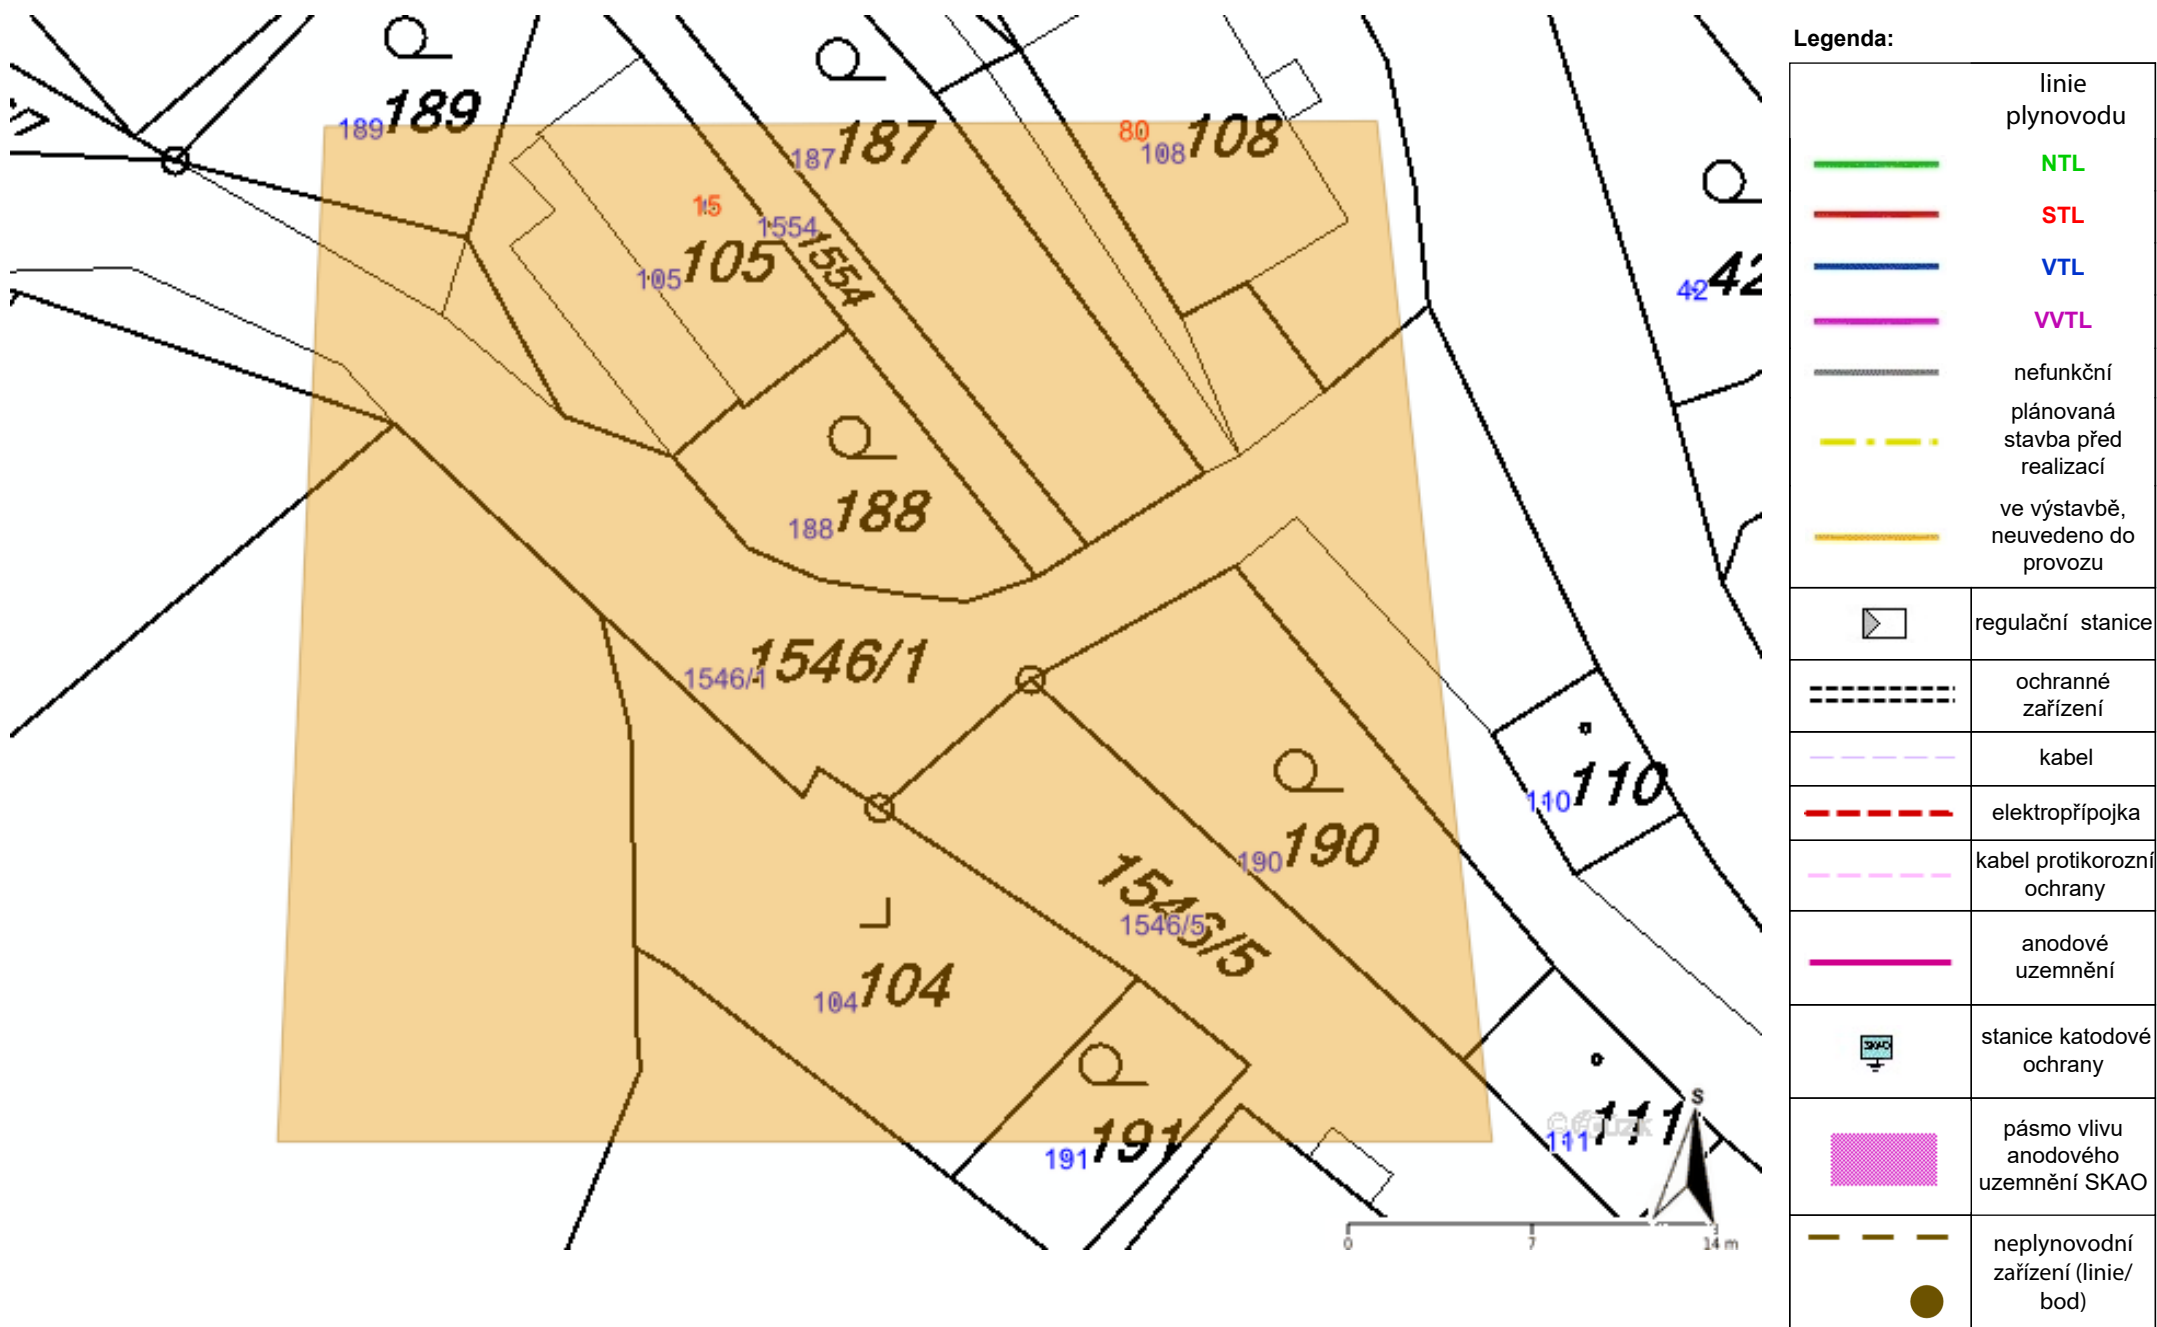 189
189
187
187
80
108
108
15
1554
1554
105
105
42
42
188
188
1546/1
1546/1
110
110
190
190
1546/5
1546/5
104
104
191
191
111
111
S
0 7 14 m
Legenda:
linie
plynovodu
NTL
STL
VTL
VVTL
nefunkční
plánovaná
stavba před
realizací
ve výstavbě,
neuvedeno do
provozu
regulační stanice
ochranné
zařízení
kabel
elektropřípojka
kabel protikorozní
ochrany
anodové
uzemnění
SKAO
stanice katodové
ochrany
pásmo vlivu
anodového
uzemnění SKAO
neplynovodní
zařízení (linie/
bod)